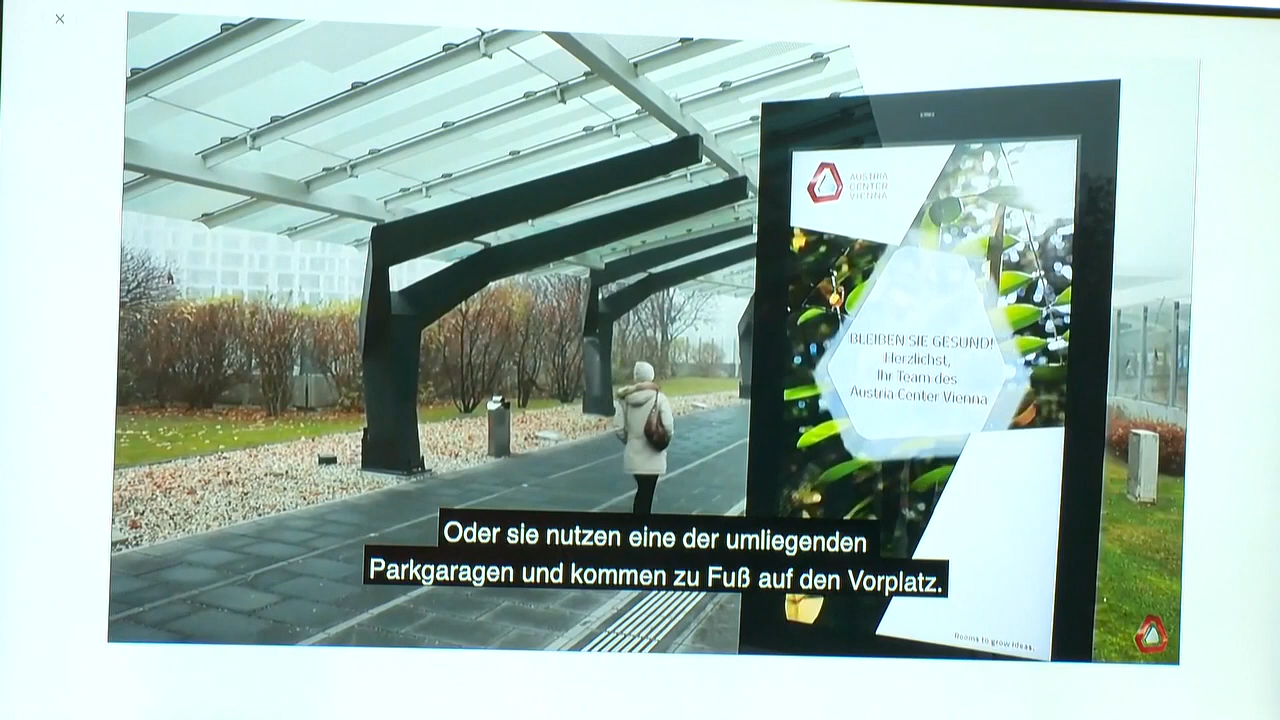 ×
AUSTRIA
CENTER
VIENNA
BLEIBEN SIE GESUND!
Herzlichst,
Ihr Team des
Austria Center Vienna
Oder sie nutzen eine der umliegenden
Parkgaragen und kommen zu Fuß auf den Vorplatz.
Rooms to grow ideas.